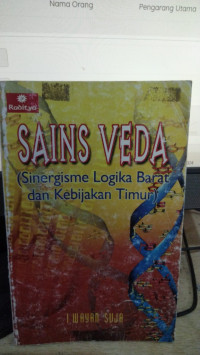 Nama Orang
Pengarang Utama
SAINS VEDA
(Sinergisme Logika Barat
dan Kebijakan Timur)
I WAYAN SUJA